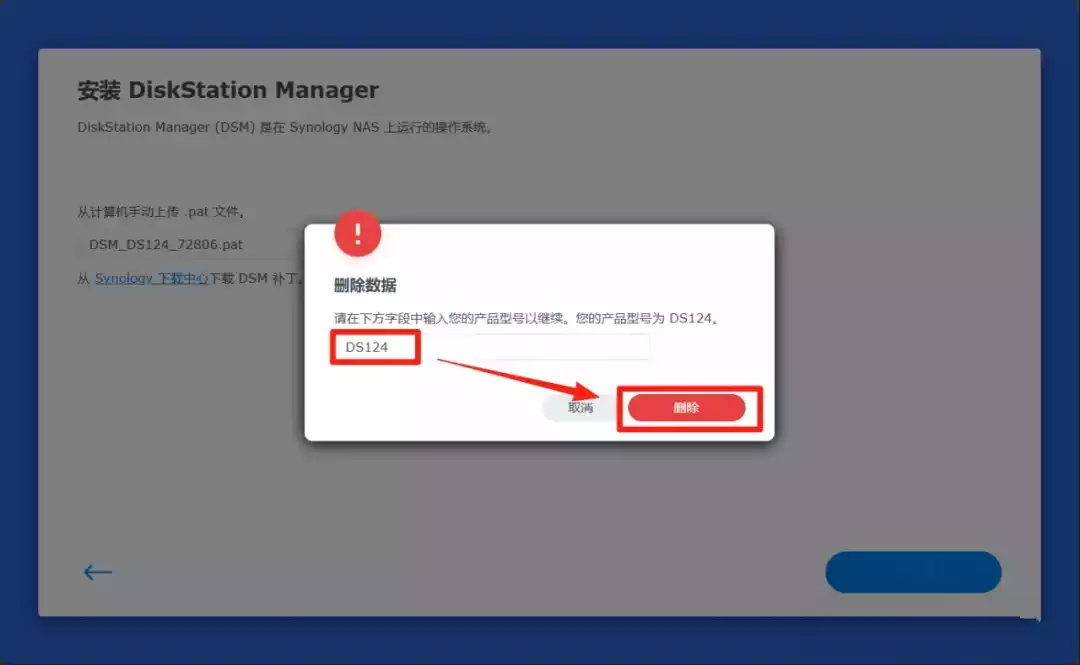 安装 DiskStation Manager
DiskStation Manager (DSM) 是在 Synology NAS 上运行的操作系统。
从计算机手动上传 .pat 文件。
DSM_DS124_72806.pat
从 Synology 下载中心下载 DSM 补丁。
!
删除数据
请在下方字段中输入您的产品型号以继续。您的产品型号为 DS124。
DS124
取消
删除